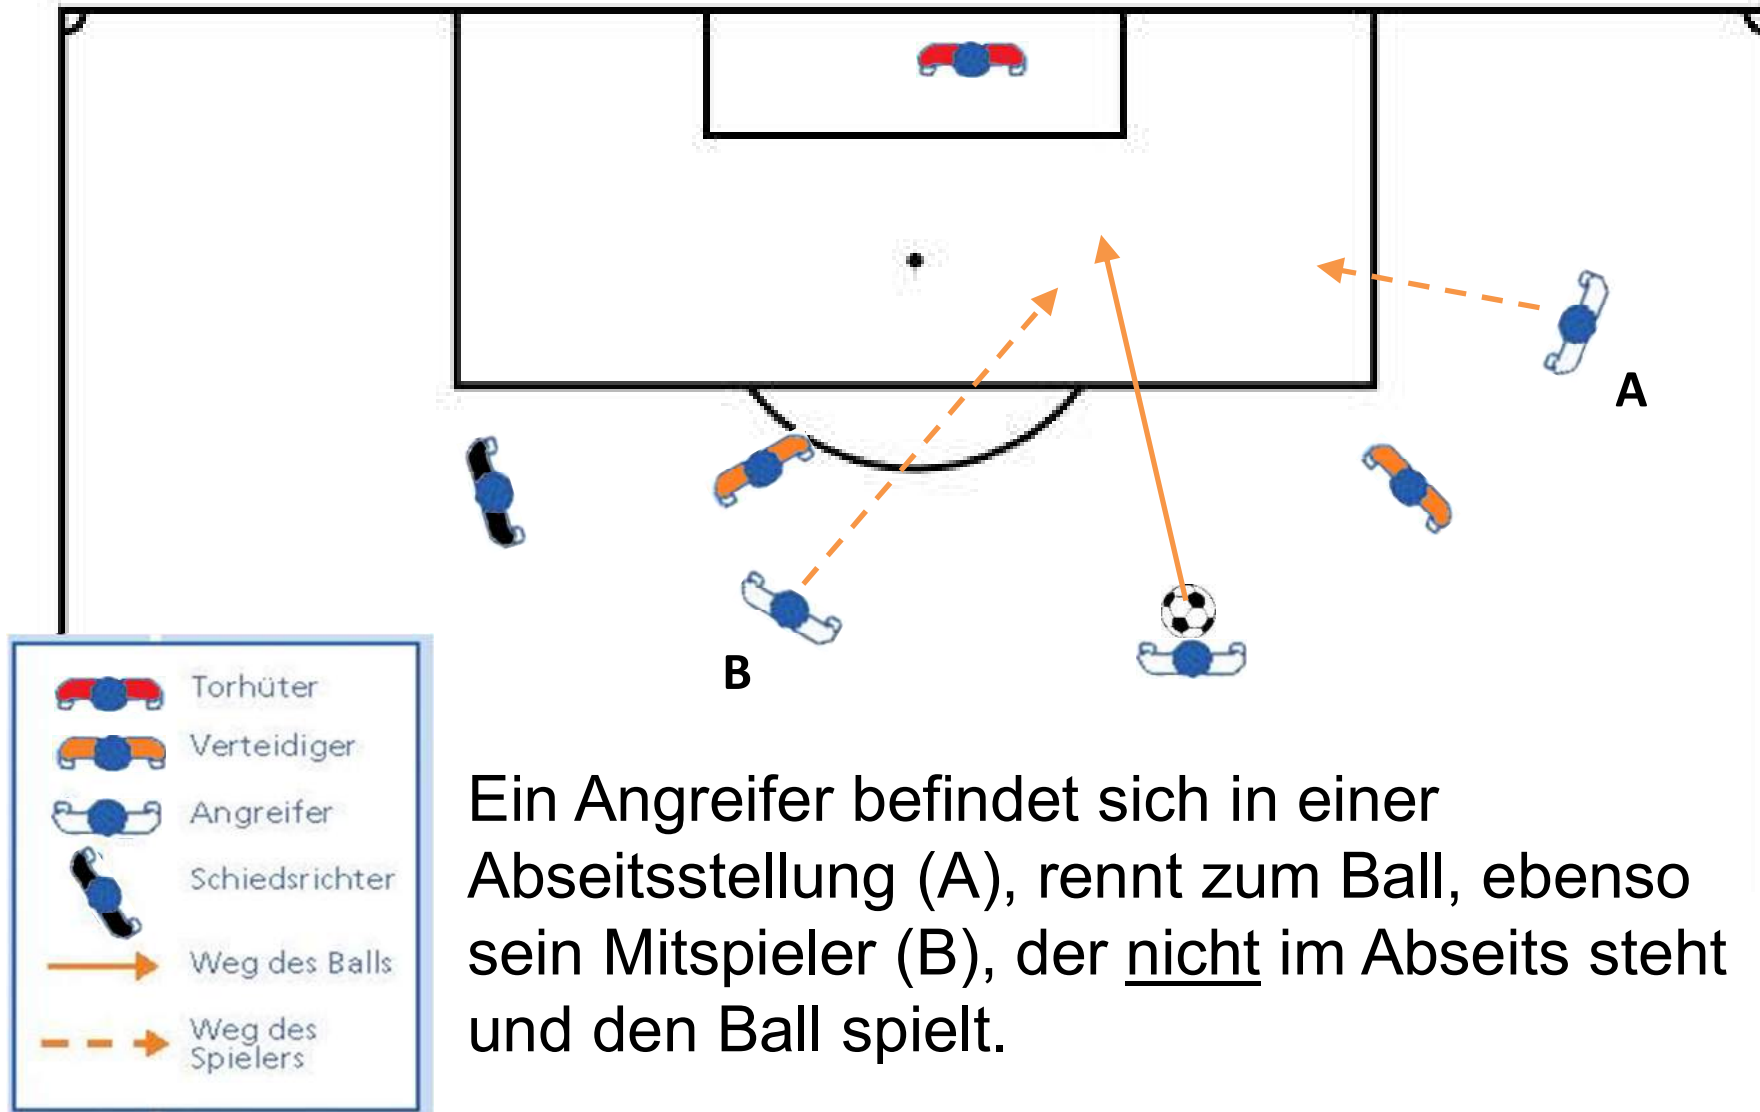 A
B
Torhüter
Verteidiger
Angreifer
Schiedsrichter
Weg des Balls
Weg des
Spielers
Ein Angreifer befindet sich in einer
Abseitsstellung (A), rennt zum Ball, ebenso
sein Mitspieler (B), der nicht im Abseits steht
und den Ball spielt.